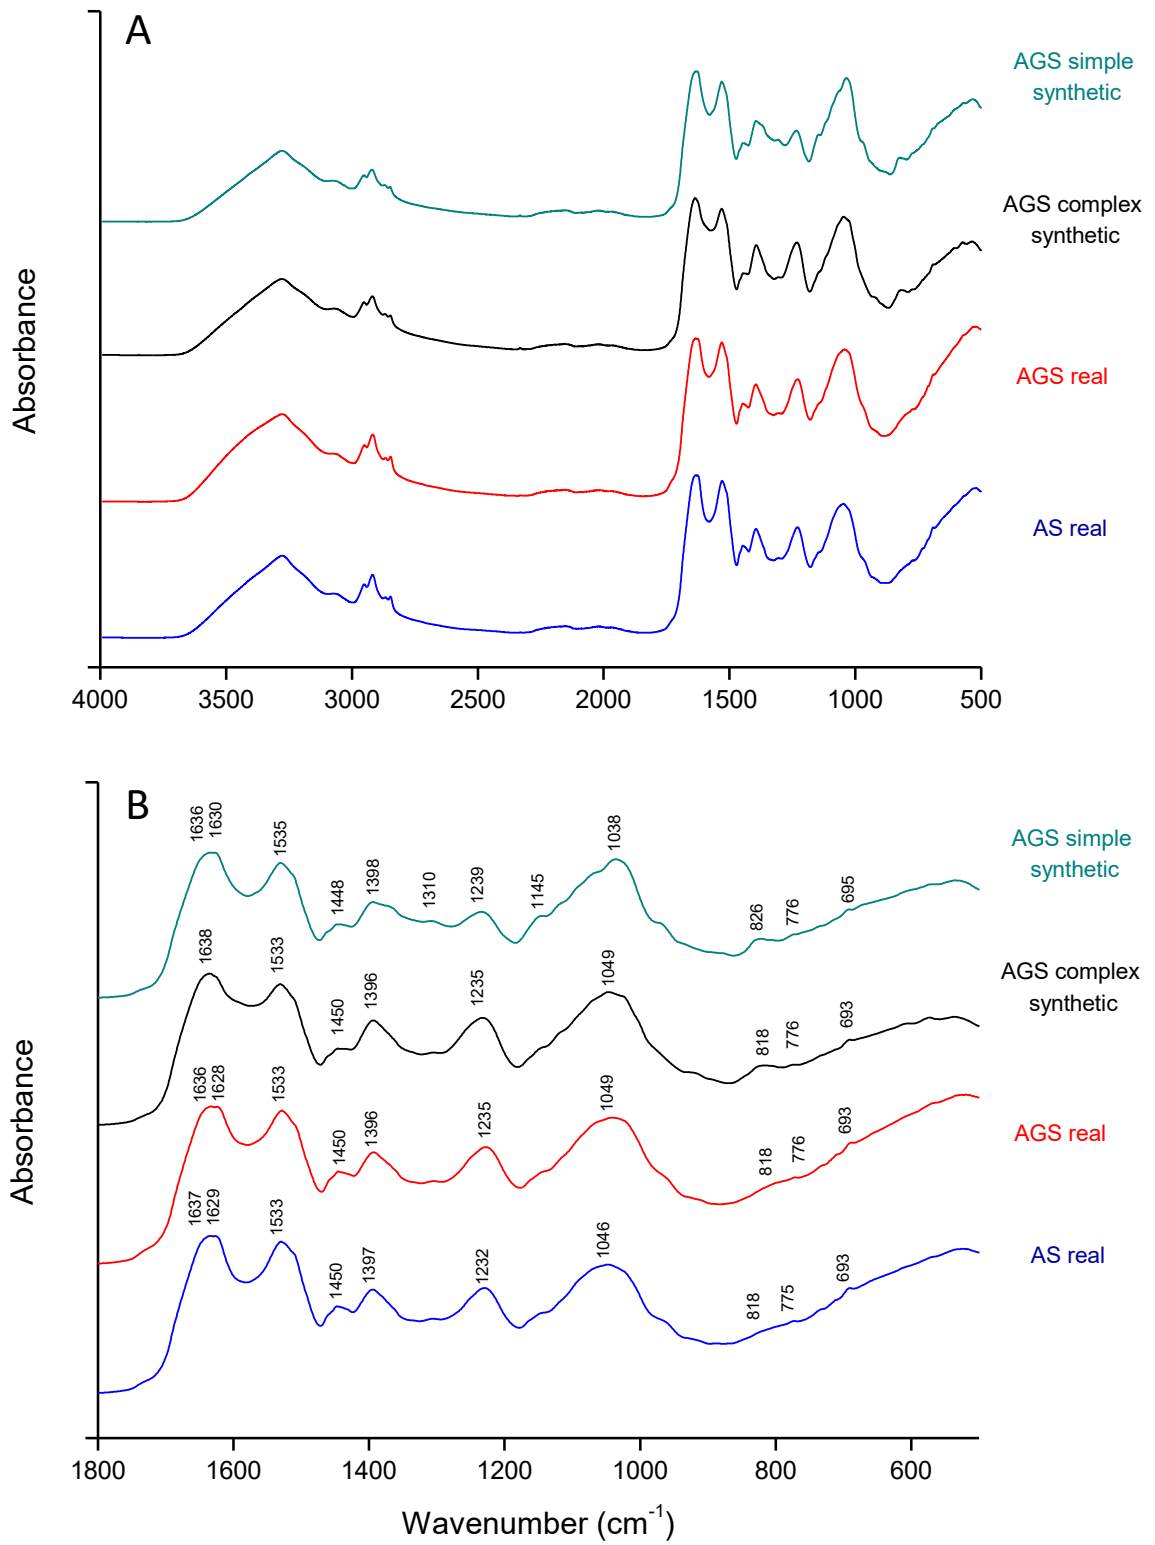 A
AGS simple
synthetic
AGS complex
synthetic
AGS real
AS real
Absorbance
4000 3500 3000 2500 2000 1500 1000 500
B
1636 1630 1535 1448 1398 1310 1239 1145 1038 826 776 695
AGS simple
synthetic
1638 1533 1450 1396 1235 1049 818 776 693
AGS complex
synthetic
1636 1628 1533 1450 1396 1235 1049 818 776 693
AGS real
1637 1629 1533 1450 1397 1232 1046 818 775 693
AS real
Absorbance
1800 1600 1400 1200 1000 800 600
Wavenumber (cm⁻¹)